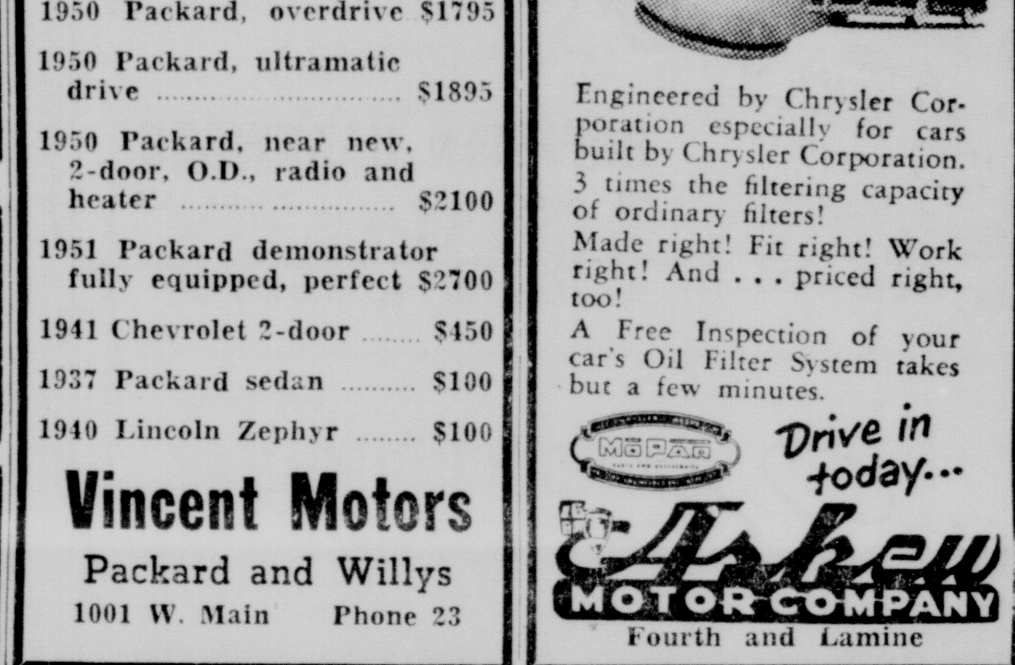 1950 Packard, overdrive $1795
1950 Packard, ultramatic
drive .............................. $1895
1950 Packard, near new,
2-door, O.D., radio and
heater .......................... $2100
1951 Packard demonstrator
fully equipped, perfect $2700
1941 Chevrolet 2-door ........ $450
1937 Packard sedan .......... $100
1940 Lincoln Zephyr ........ $100
Vincent Motors
Packard and Willys
1001 W. Main Phone 23
Engineered by Chrysler Cor-
poration especially for cars
built by Chrysler Corporation.
3 times the filtering capacity
of ordinary filters!
Made right! Fit right! Work
right! And . . . priced right,
too!
A Free Inspection of your
car's Oil Filter System takes
but a few minutes.
MOPAR
Drive in
today...
Askew
MOTOR COMPANY
Fourth and Lamine